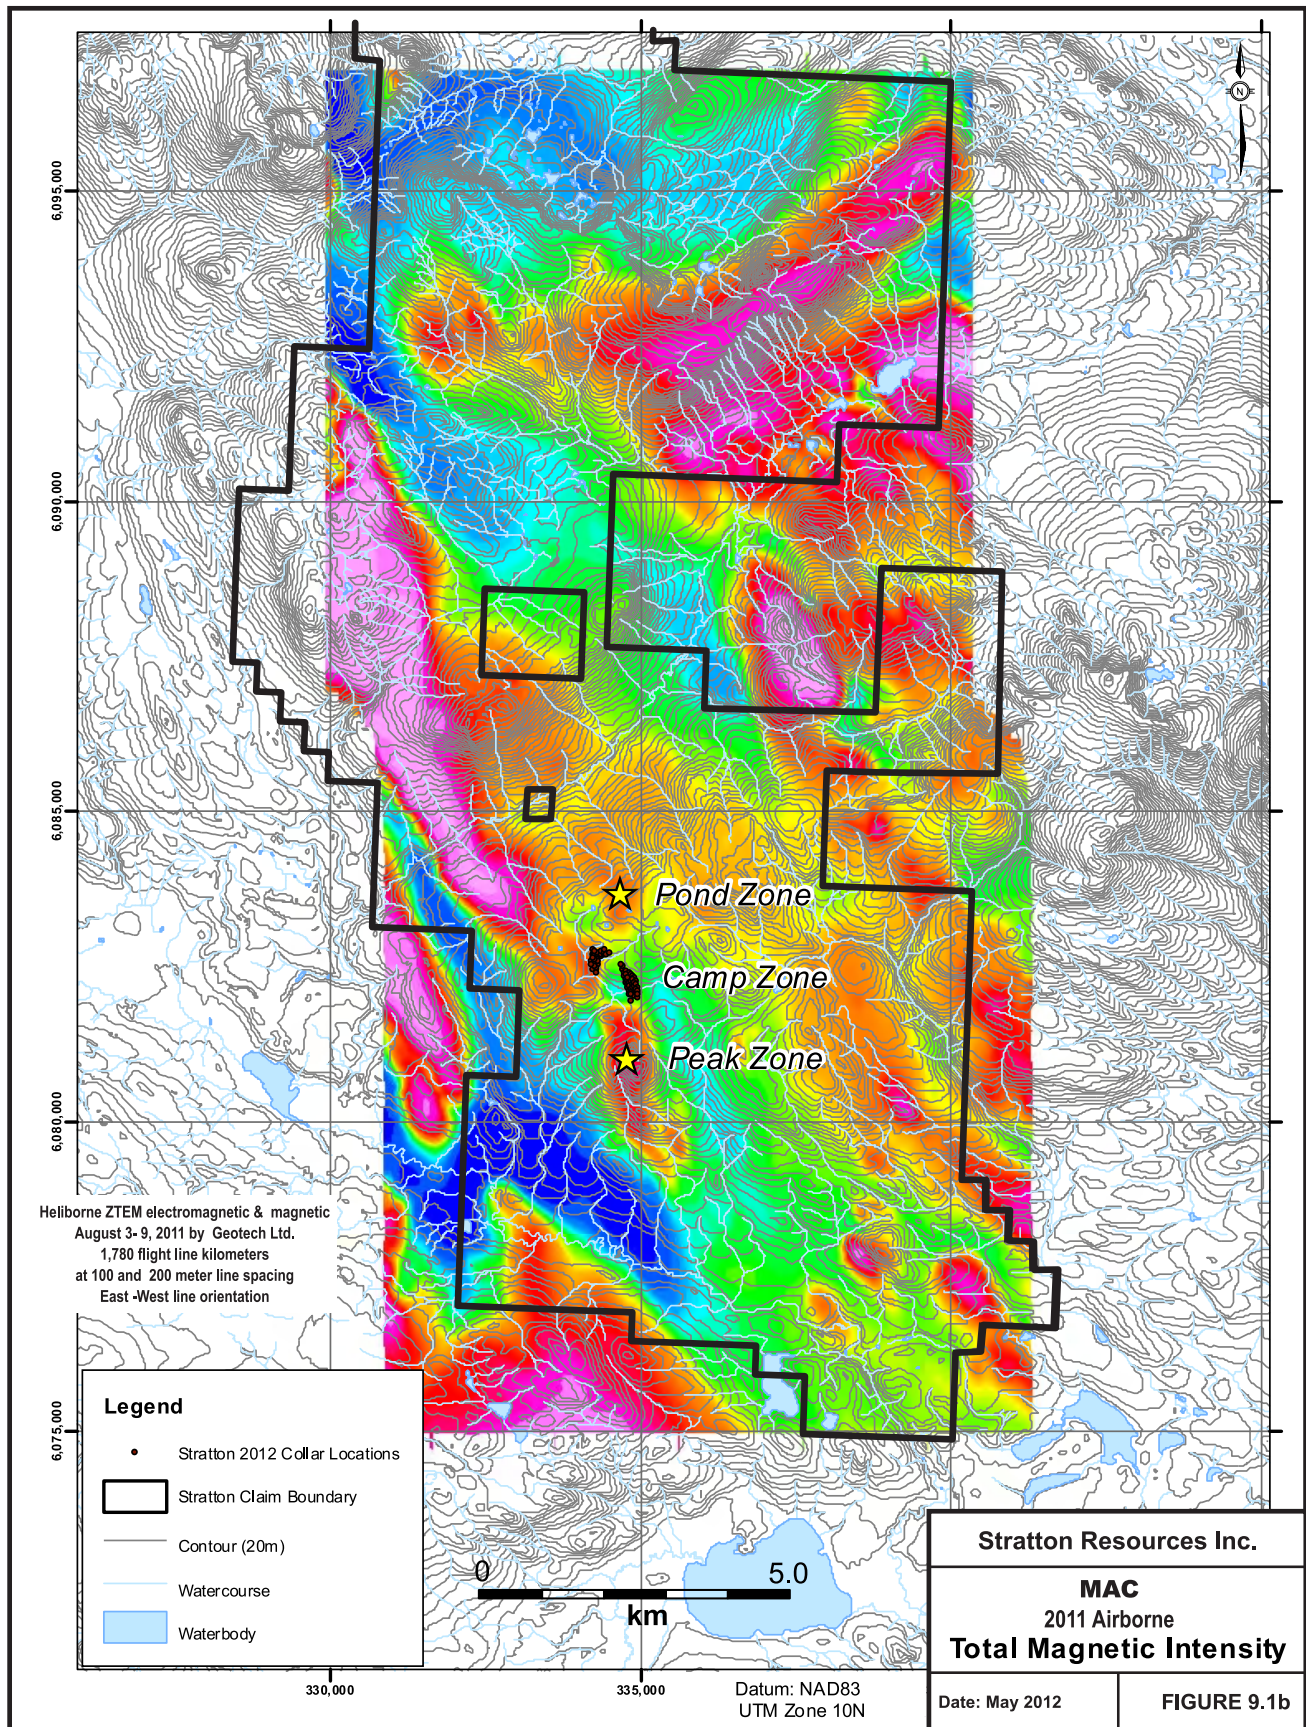 N
6,095,000
6,090,000
6,085,000
Pond Zone
Camp Zone
Peak Zone
6,080,000
Heliborne ZTEM electromagnetic & magnetic
August 3- 9, 2011 by Geotech Ltd.
1,780 flight line kilometers
at 100 and 200 meter line spacing
East -West line orientation
6,075,000
Legend
Stratton 2012 Collar Locations
Stratton Claim Boundary
Contour (20m)
Watercourse
Waterbody
0 5.0
km
Stratton Resources Inc.
MAC
2011 Airborne
Total Magnetic Intensity
Date: May 2012
FIGURE 9.1b
330,000
335,000
Datum: NAD83
UTM Zone 10N